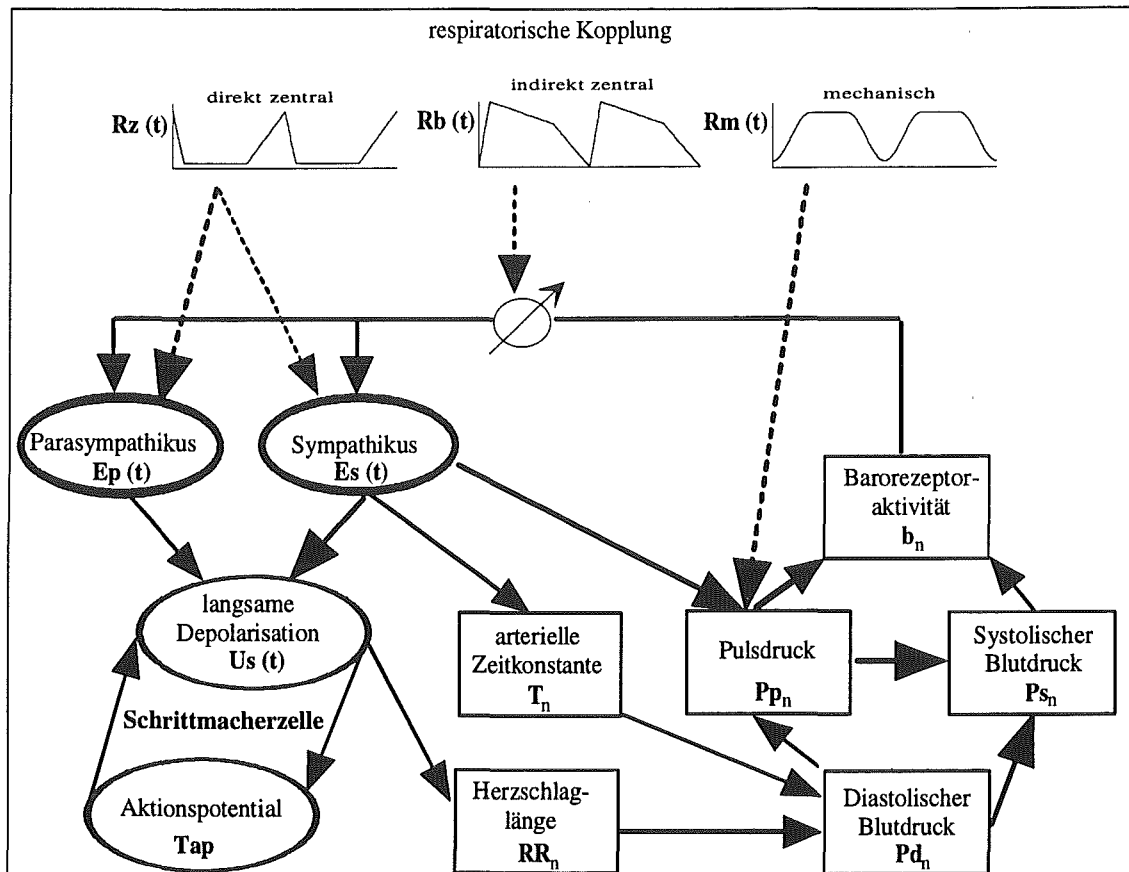 respiratorische Kopplung
direkt zentral
Rz (t)
indirekt zentral
Rb (t)
mechanisch
Rm (t)
Parasympathikus
Ep (t)
Sympathikus
Es (t)
Barorezeptor-
aktivität
bn
langsame
Depolarisation
Us (t)
arterielle
Zeitkonstante
Tn
Pulsdruck
Ppn
Systolischer
Blutdruck
Psn
Schrittmacherzelle
Aktionspotential
Tap
Herzschlag-
länge
RRn
Diastolischer
Blutdruck
Pdn